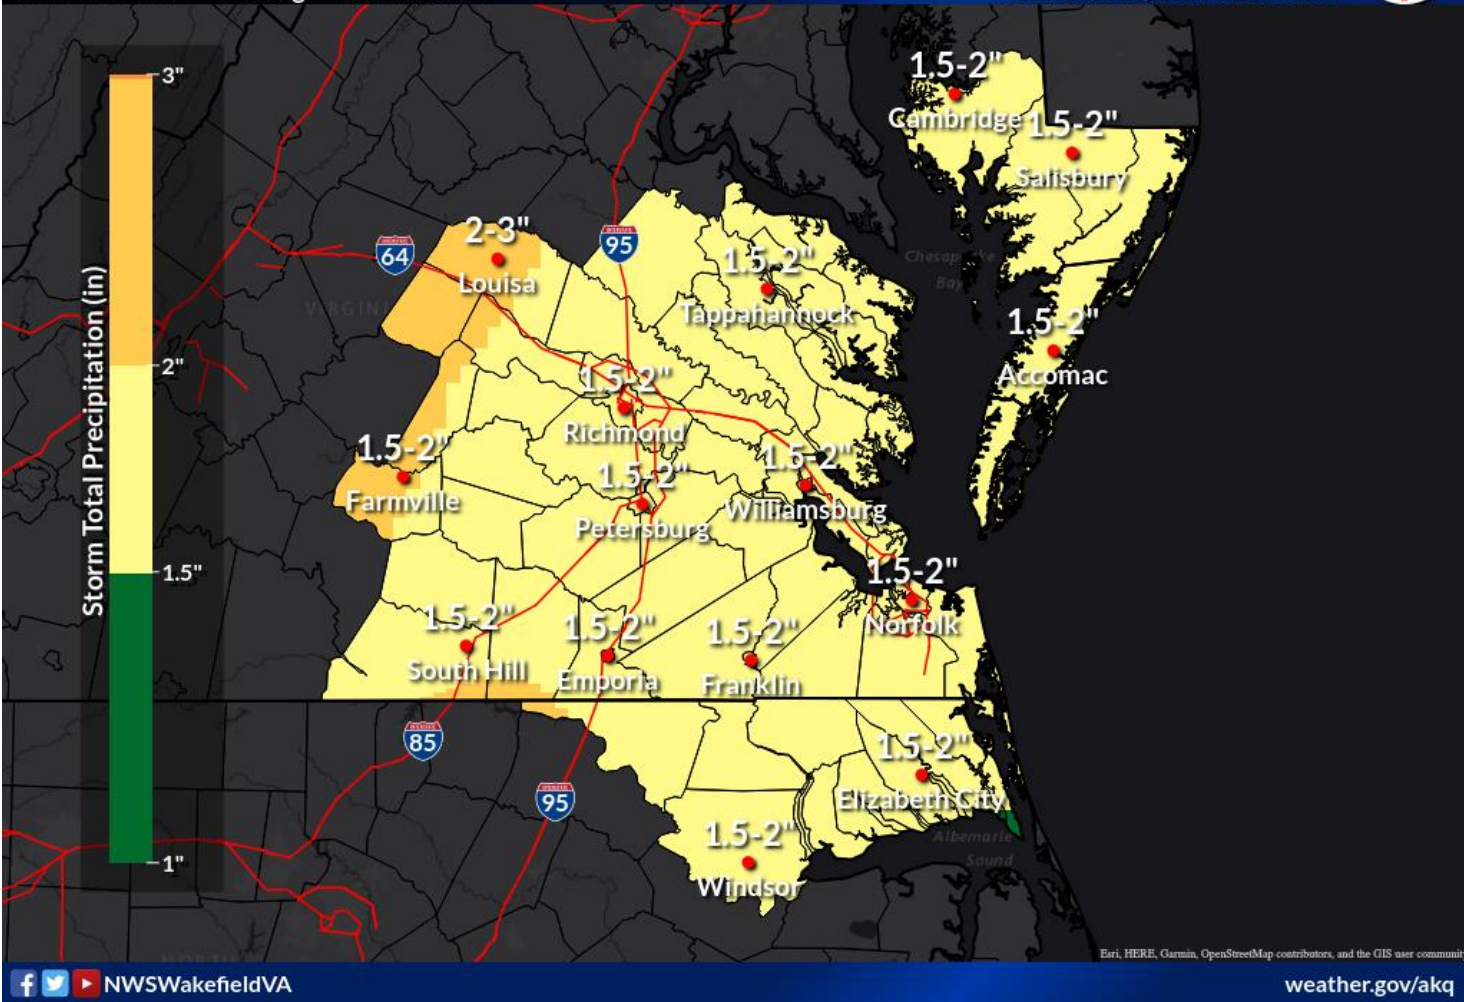 3"
2"
1.5"
1"
Storm Total Precipitation (in)
1.5-2"
Cambridge
1.5-2"
Salisbury
2-3"
Louisa
64
95
1.5-2"
Tappahannock
Chesapeake
Bay
VIRGINI
1.5-2"
Accomac
1.5-2"
Richmond
1.5-2"
Farmville
1.5-2"
Petersburg
1.5-2"
Williamsburg
1.5-2"
Norfolk
1.5-2"
South Hill
1.5-2"
Emporia
1.5-2"
Franklin
85
95
1.5-2"
Elizabeth City
Albemarle
Sound
1.5-2"
Windsor
Esri, HERE, Garmin, OpenStreetMap contributors, and the GIS user community
NWSWakefieldVA
weather.gov/akq